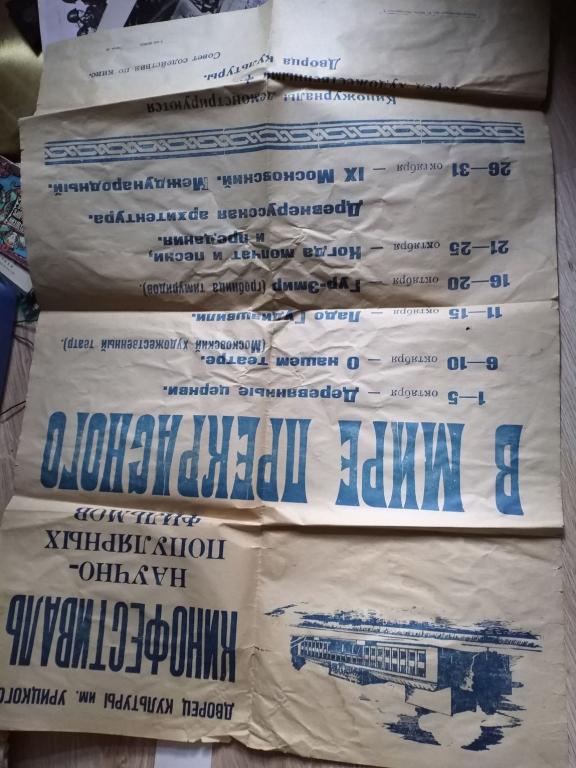 ДВОРЕЦ КУЛЬТУРЫ им. УРИЦКОГО
КИНОФЕСТИВАЛЬ
НАУЧНО-
ПОПУЛЯРНЫХ
ФИЛЬМОВ
В МИРЕ ПРЕКРАСНОГО
1—5 октября — Деревянные церкви.
6—10 октября — О нашем театре.
(Московский Художественный театр)
11—15 октября — Ладо Гудиашвили.
16—20 октября — Гур-Эмир (гробница тимуридов).
21—25 октября — Когда молчат и песни,
и предания.
Древнерусская архитектура.
26—31 октября — IX Московский. Международный.
Киножурналы демонстрируются
перед художественными
Дворца Культуры.
Совет содействия по кино.